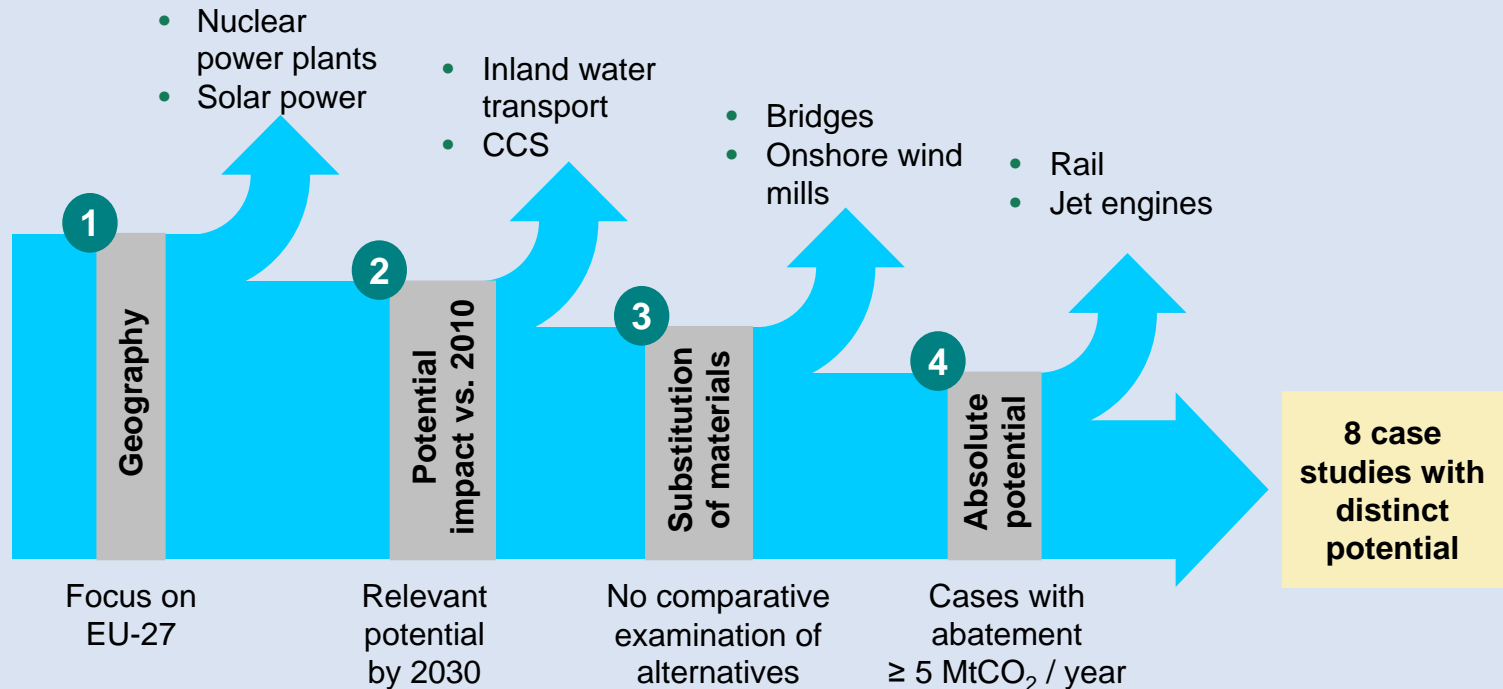 • Nuclear
power plants
• Solar power
• Inland water
transport
• CCS
• Bridges
• Onshore wind
mills
• Rail
• Jet engines
1
Geography
Focus on
EU-27
2
Potential
impact vs. 2010
Relevant
potential
by 2030
3
Substitution
of materials
No comparative
examination of
alternatives
4
Absolute
potential
Cases with
abatement
≥ 5 MtCO₂ / year
8 case
studies with
distinct
potential